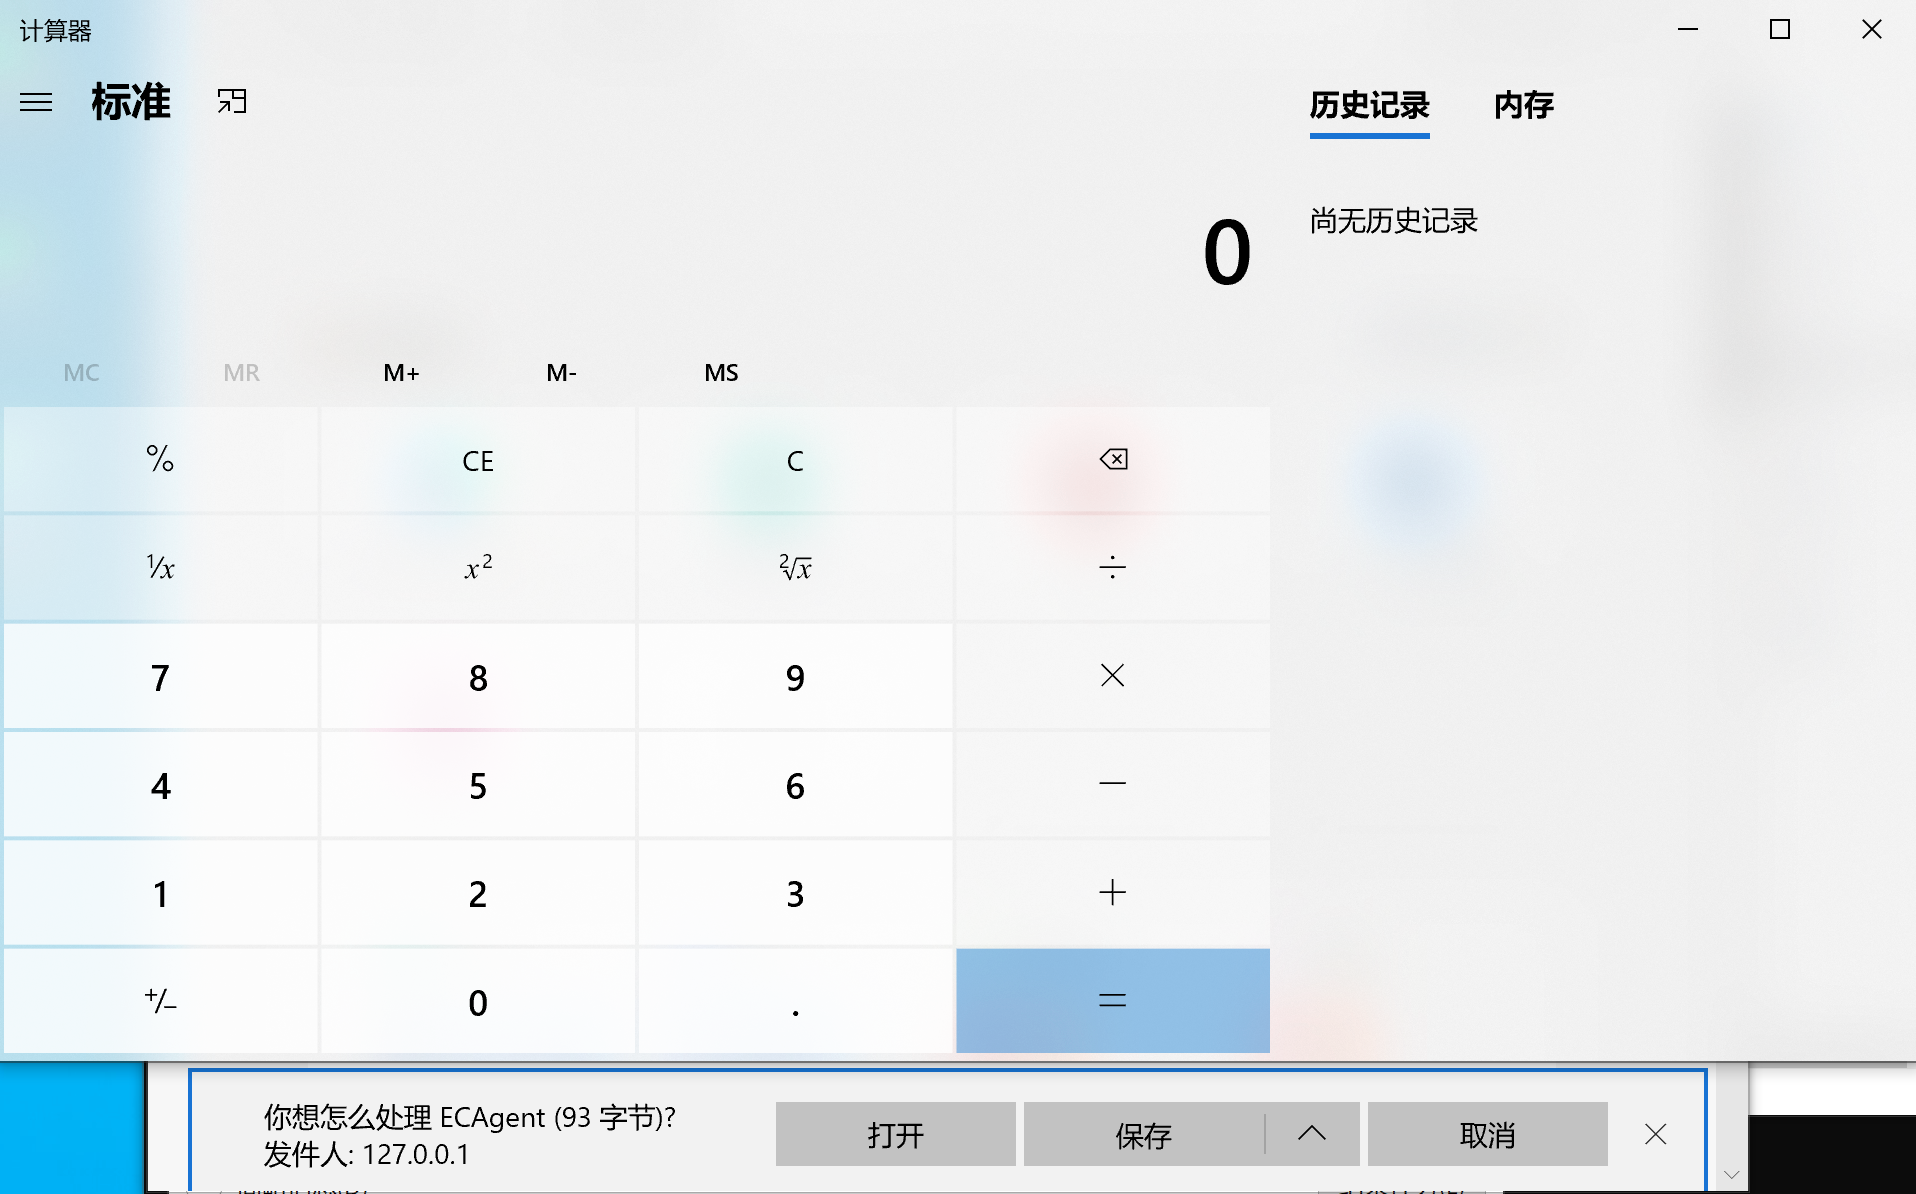 计算器
标准
历史记录 内存
0
尚无历史记录
MC MR M+ M- MS
% CE C
¹⁄x x² ²√x ÷
7 8 9 ×
4 5 6 −
1 2 3 +
+/− 0 . =
你想怎么处理 ECAgent (93 字节)?
发件人: 127.0.0.1
打开 保存 取消